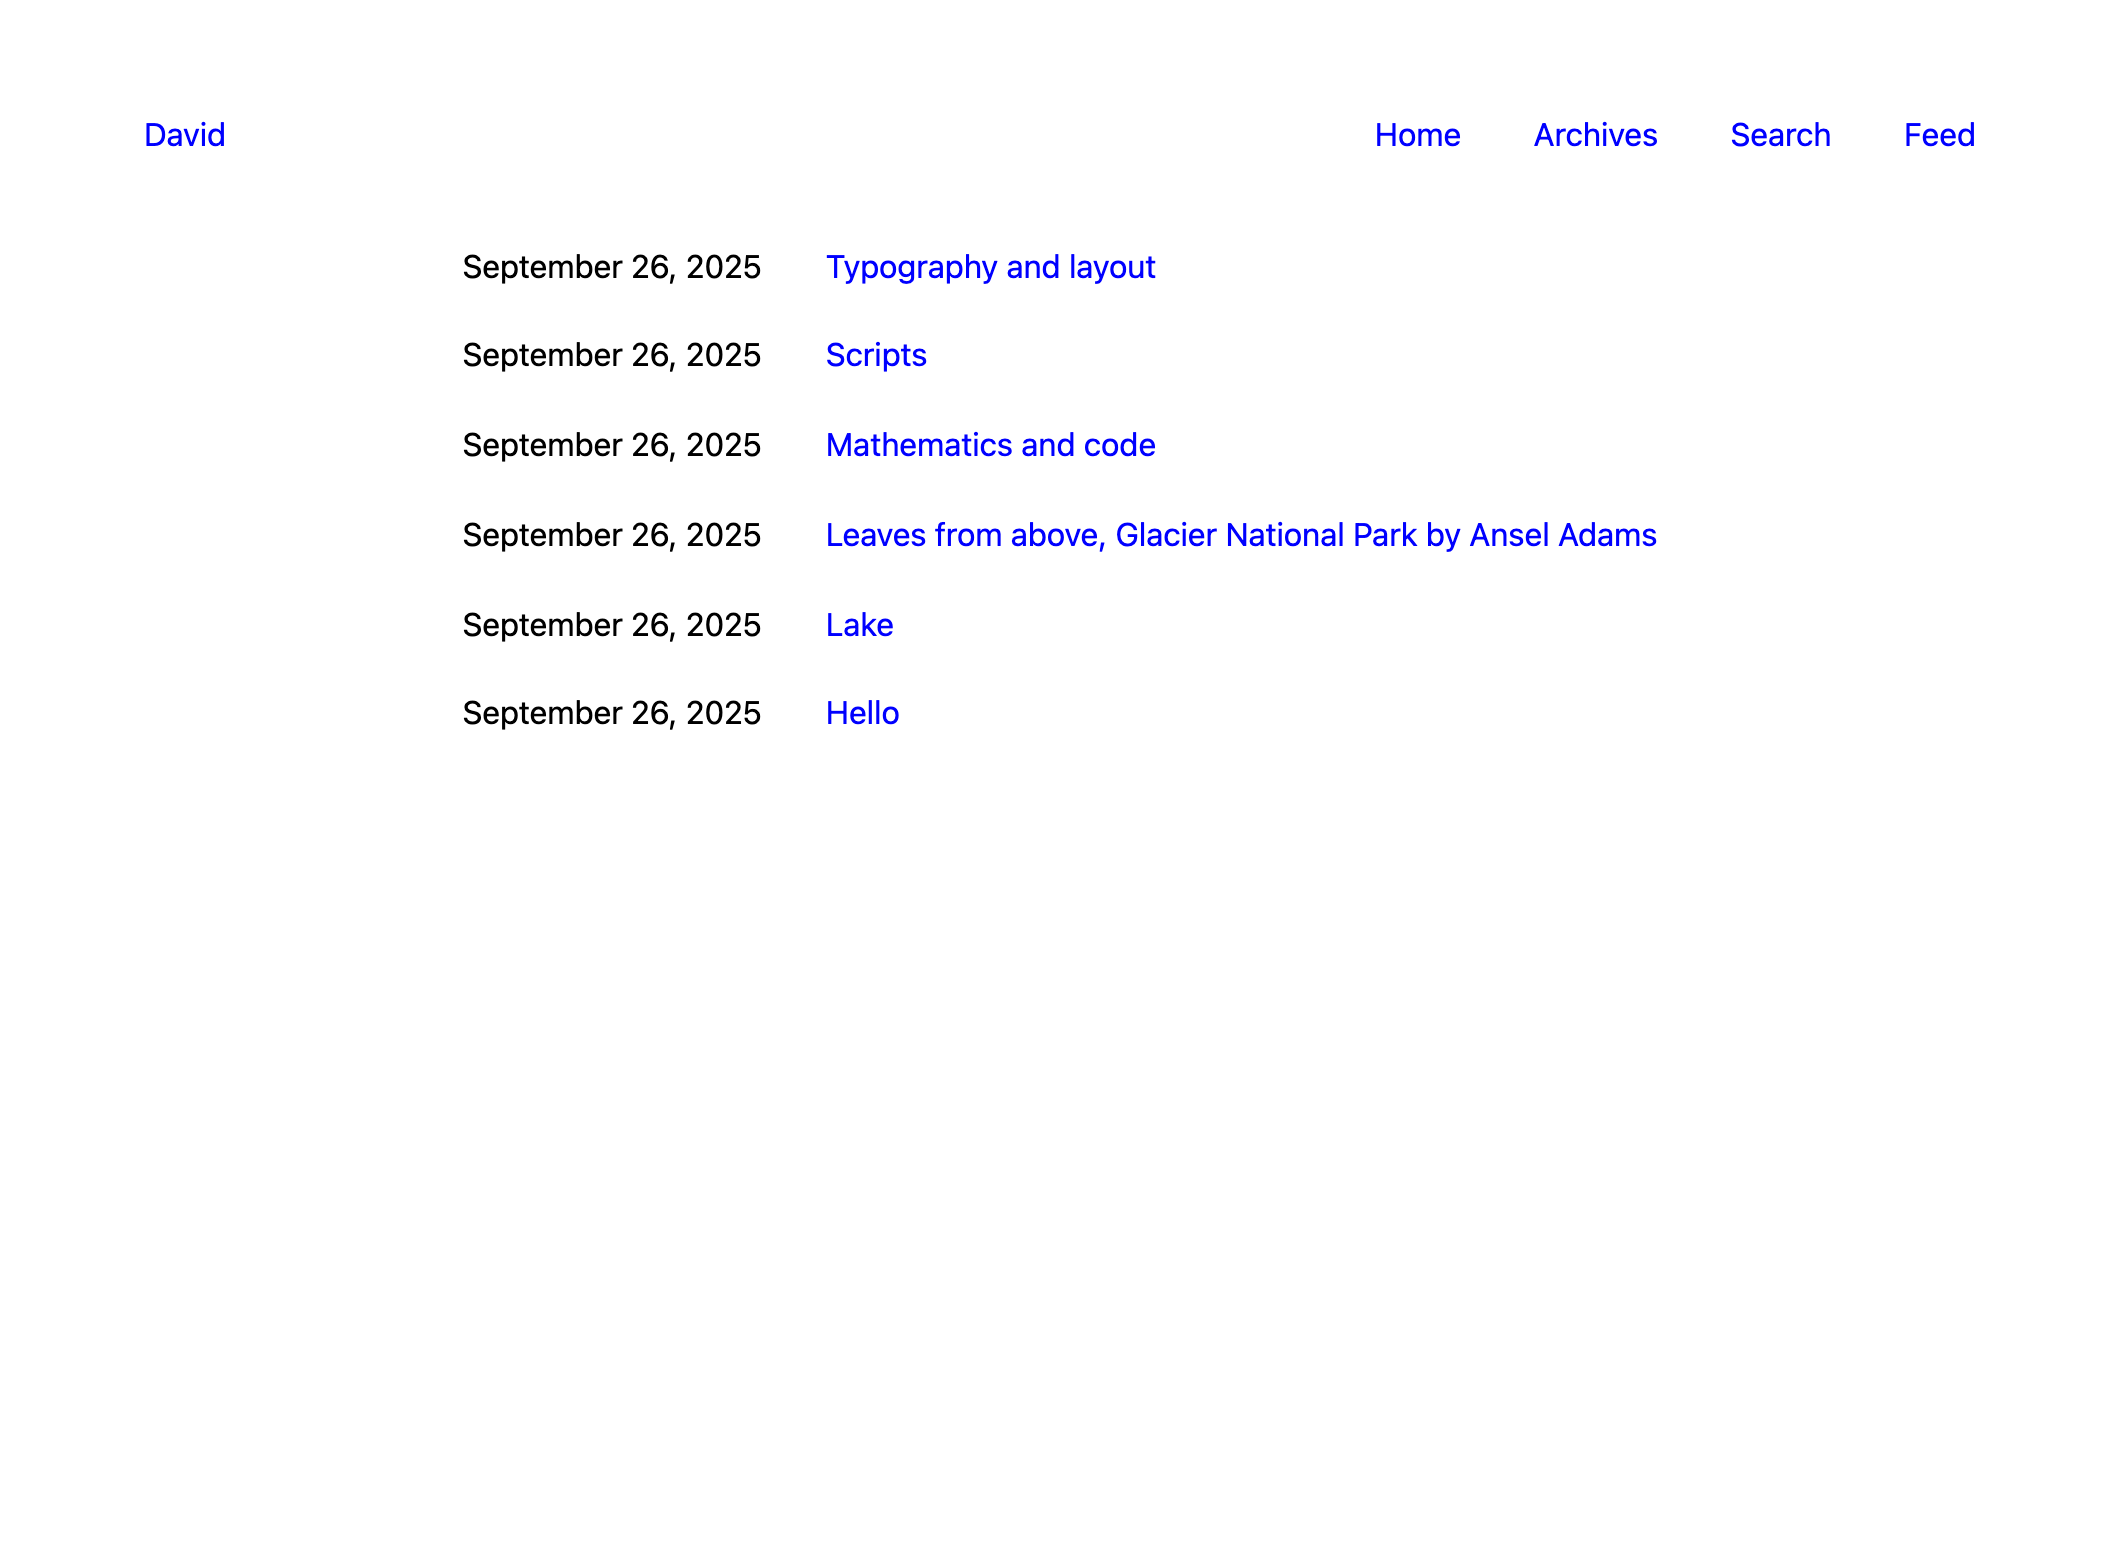 David Home Archives Search Feed
September 26, 2025 Typography and layout
September 26, 2025 Scripts
September 26, 2025 Mathematics and code
September 26, 2025 Leaves from above, Glacier National Park by Ansel Adams
September 26, 2025 Lake
September 26, 2025 Hello